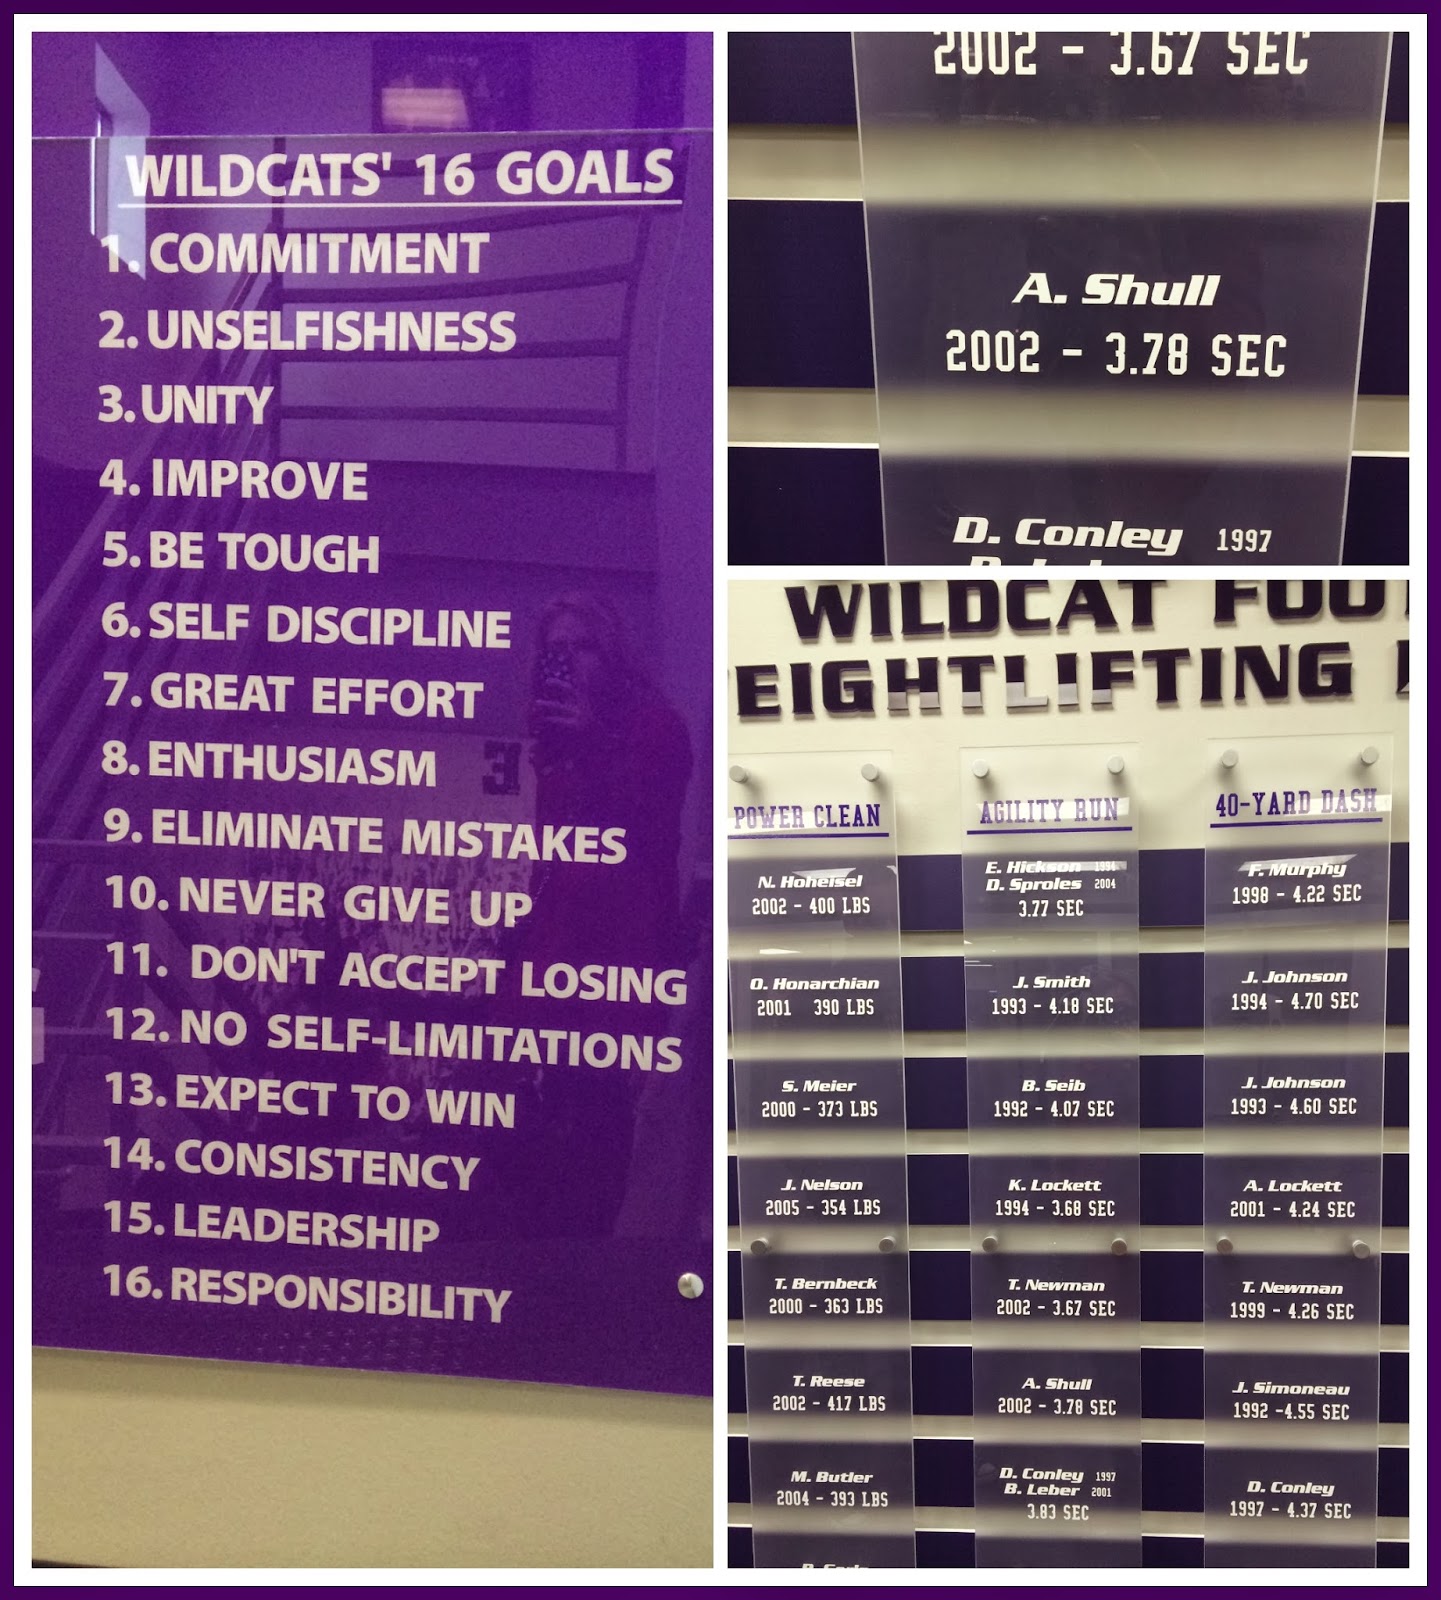 WILDCATS' 16 GOALS
1. COMMITMENT
2. UNSELFISHNESS
3. UNITY
4. IMPROVE
5. BE TOUGH
6. SELF DISCIPLINE
7. GREAT EFFORT
8. ENTHUSIASM
9. ELIMINATE MISTAKES
10. NEVER GIVE UP
11. DON'T ACCEPT LOSING
12. NO SELF-LIMITATIONS
13. EXPECT TO WIN
14. CONSISTENCY
15. LEADERSHIP
16. RESPONSIBILITY
2002 - 3.67 SEC
A. Shull
2002 - 3.78 SEC
D. Conley 1997
WILDCAT FOOT
EIGHTLIFTING
POWER CLEAN
N. Hoheisel
2002 - 400 LBS
O. Honarchian
2001 390 LBS
S. Meier
2000 - 373 LBS
J. Nelson
2005 - 354 LBS
T. Bernbeck
2000 - 363 LBS
T. Reese
2002 - 417 LBS
M. Butler
2004 - 393 LBS
AGILITY RUN
E. Hickson 1994
D. Sproles 2004
3.77 SEC
J. Smith
1993 - 4.18 SEC
B. Seib
1992 - 4.07 SEC
K. Lockett
1994 - 3.68 SEC
T. Newman
2002 - 3.67 SEC
A. Shull
2002 - 3.78 SEC
D. Conley 1997
B. Leber 2001
3.83 SEC
40-YARD DASH
F. Murphy
1998 - 4.22 SEC
J. Johnson
1994 - 4.70 SEC
J. Johnson
1993 - 4.60 SEC
A. Lockett
2001 - 4.24 SEC
T. Newman
1999 - 4.26 SEC
J. Simoneau
1992 -4.55 SEC
D. Conley
1997 - 4.37 SEC